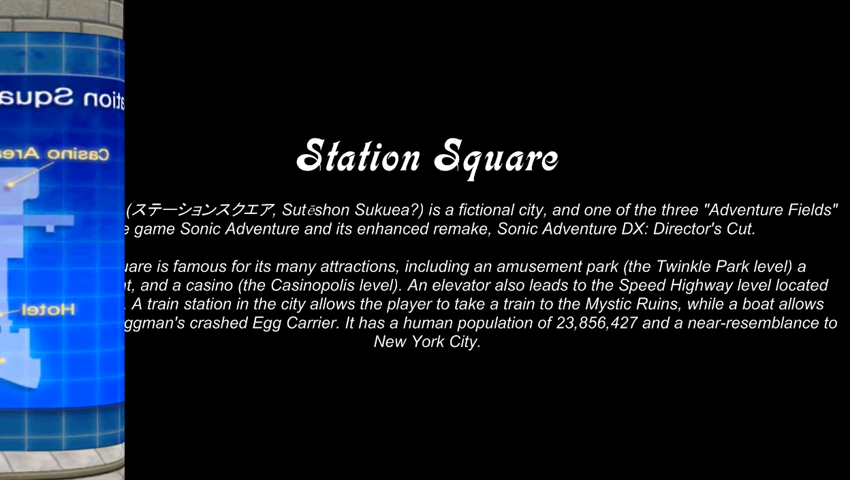 ation Squa
Casino Are
Hotel
Station Square
(ステーションスクエア, Sutēshon Sukuea?) is a fictional city, and one of the three "Adventure Fields"
e game Sonic Adventure and its enhanced remake, Sonic Adventure DX: Director's Cut.
uare is famous for its many attractions, including an amusement park (the Twinkle Park level) a
nt, and a casino (the Casinopolis level). An elevator also leads to the Speed Highway level located
. A train station in the city allows the player to take a train to the Mystic Ruins, while a boat allows
ggman's crashed Egg Carrier. It has a human population of 23,856,427 and a near-resemblance to
New York City.